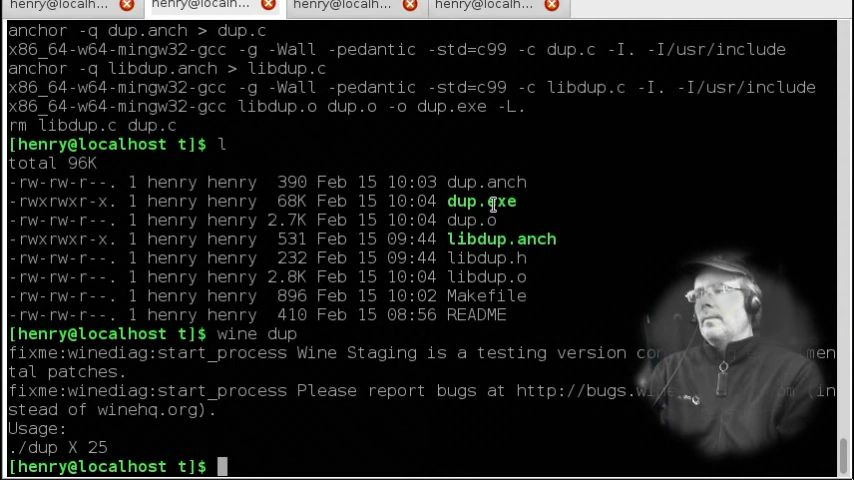 henry@localh... henry@localh... henry@localh... henry@localh...
anchor -q dup.anch > dup.c
x86_64-w64-mingw32-gcc -g -Wall -pedantic -std=c99 -c dup.c -I. -I/usr/include
anchor -q libdup.anch > libdup.c
x86_64-w64-mingw32-gcc -g -Wall -pedantic -std=c99 -c libdup.c -I. -I/usr/include
x86_64-w64-mingw32-gcc libdup.o dup.o -o dup.exe -L.
rm libdup.c dup.c
[henry@localhost t]$ l
total 96K
-rw-rw-r--. 1 henry henry 390 Feb 15 10:03 dup.anch
-rwxrwxr-x. 1 henry henry 68K Feb 15 10:04 dup.exe
-rw-rw-r--. 1 henry henry 2.7K Feb 15 10:04 dup.o
-rwxrwxr-x. 1 henry henry 531 Feb 15 09:44 libdup.anch
-rw-rw-r--. 1 henry henry 232 Feb 15 09:44 libdup.h
-rw-rw-r--. 1 henry henry 2.8K Feb 15 10:04 libdup.o
-rw-rw-r--. 1 henry henry 896 Feb 15 10:02 Makefile
-rw-rw-r--. 1 henry henry 410 Feb 15 08:56 README
[henry@localhost t]$ wine dup
fixme:winediag:start_process Wine Staging is a testing version men
tal patches.
fixme:winediag:start_process Please report bugs at (in
stead of winehq.org).
Usage:
./dup X 25
[henry@localhost t]$